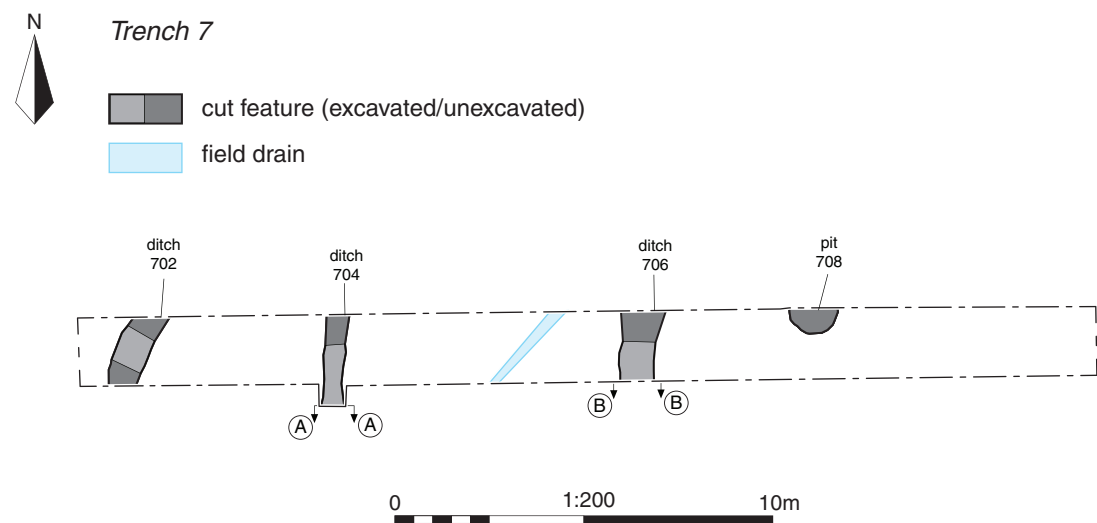 N
Trench 7
cut feature (excavated/unexcavated)
field drain
ditch
702
ditch
704
ditch
706
pit
708
A
A
B
B
0
1:200
10m